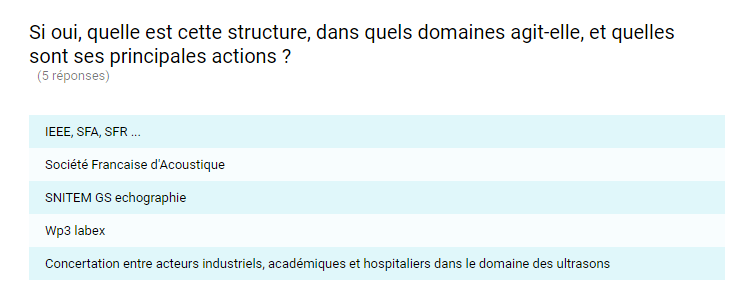 Si oui, quelle est cette structure, dans quels domaines agit-elle, et quelles
sont ses principales actions ?
(5 réponses)
IEEE, SFA, SFR ...
Société Francaise d'Acoustique
SNITEM GS echographie
Wp3 labex
Concertation entre acteurs industriels, académiques et hospitaliers dans le domaine des ultrasons